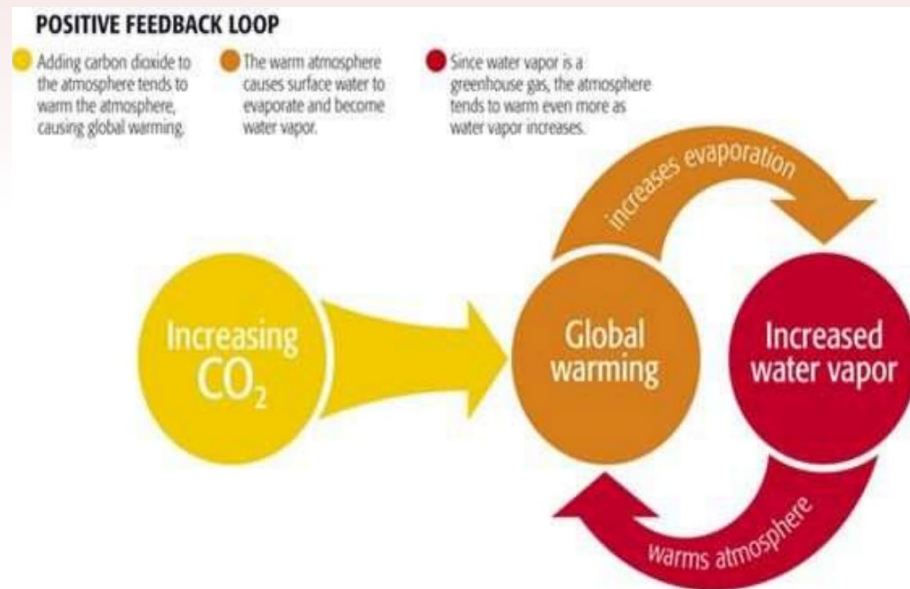 POSITIVE FEEDBACK LOOP
Adding carbon dioxide to
the atmosphere tends to
warm the atmosphere,
causing global warming.
The warm atmosphere
causes surface water to
evaporate and become
water vapor.
Since water vapor is a
greenhouse gas, the atmosphere
tends to warm even more as
water vapor increases.
increases evaporation
Increasing
CO₂
Global
warming
Increased
water vapor
warms atmosphere